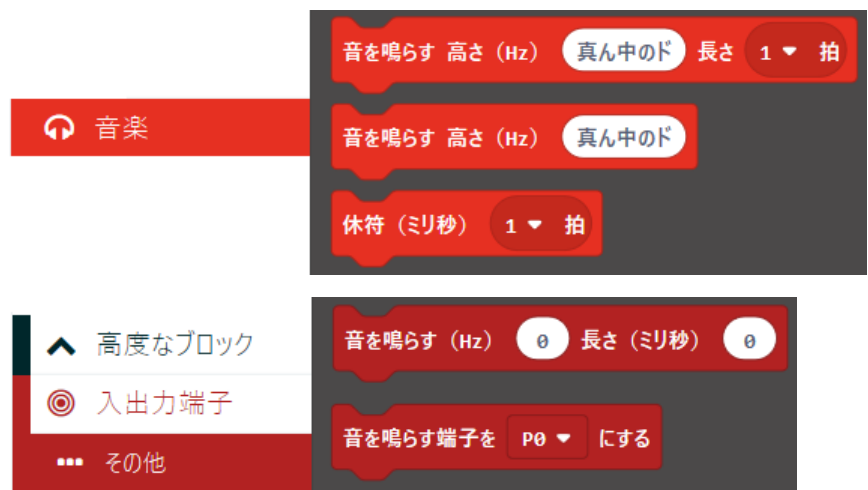 音を鳴らす 高さ (Hz) 真ん中のド 長さ 1 拍
音楽
音を鳴らす 高さ (Hz) 真ん中のド
休符 (ミリ秒) 1 拍
高度なブロック
音を鳴らす (Hz) 0 長さ (ミリ秒) 0
入出力端子
音を鳴らす端子を P0 にする
その他